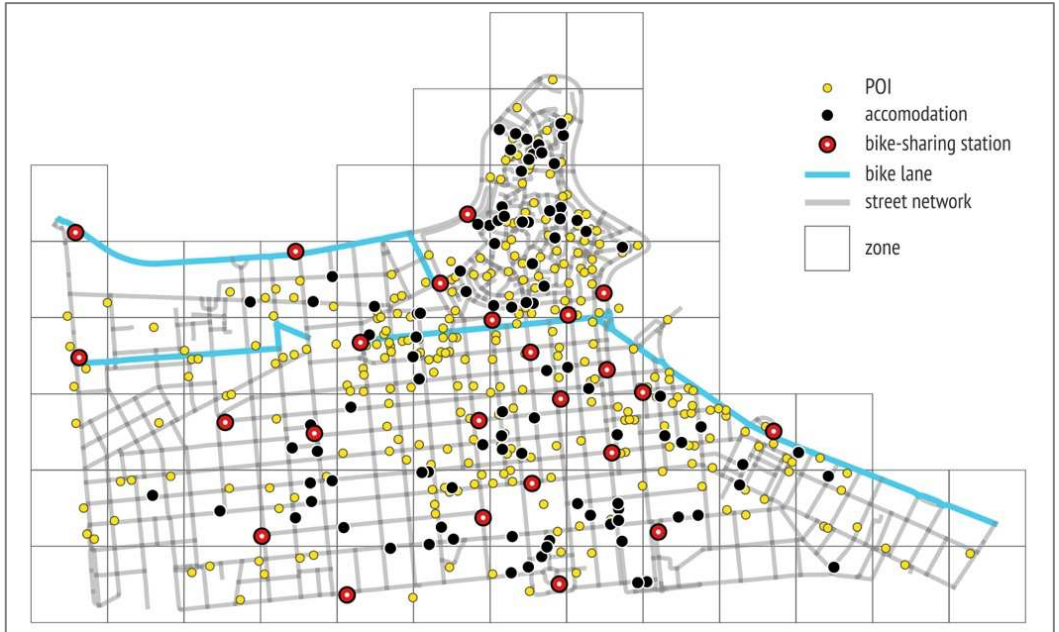 POI
accomodation
bike-sharing station
bike lane
street network
zone